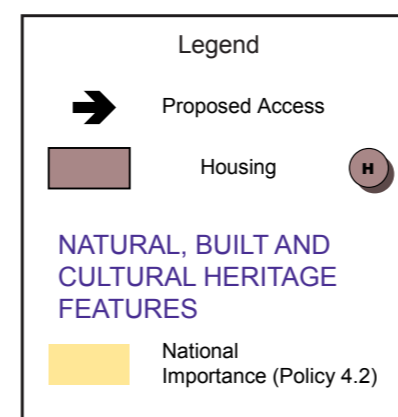 Legend
Proposed Access
Housing H
NATURAL, BUILT AND
CULTURAL HERITAGE
FEATURES
National
Importance (Policy 4.2)